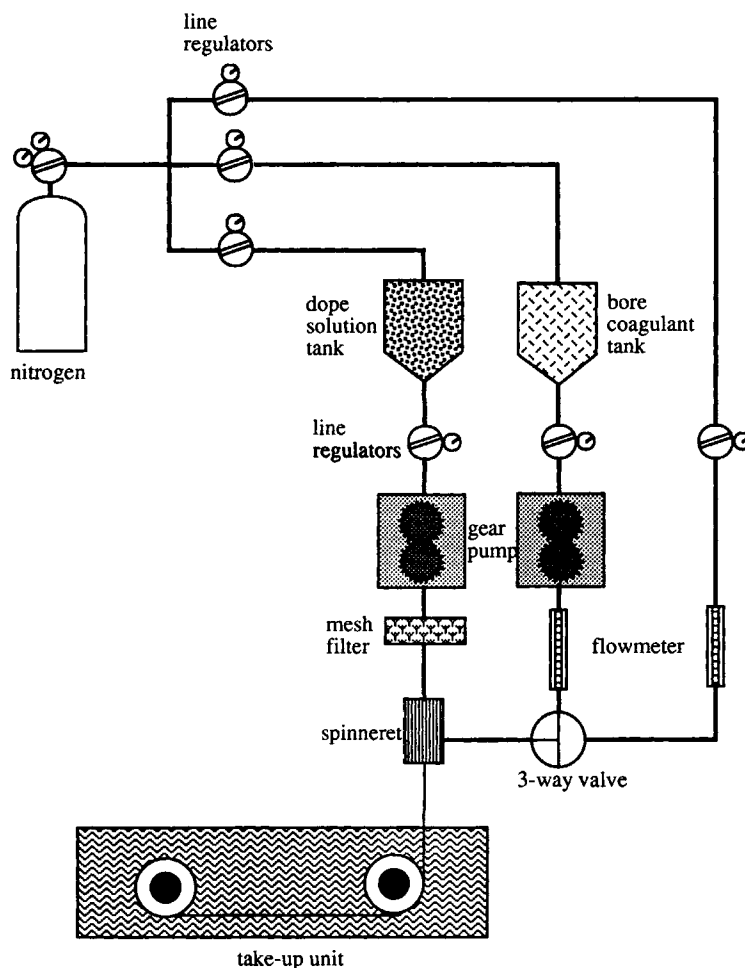 line
regulators
nitrogen
dope
solution
tank
bore
coagulant
tank
line
regulators
gear
pump
mesh
filter
flowmeter
spinneret
3-way valve
take-up unit